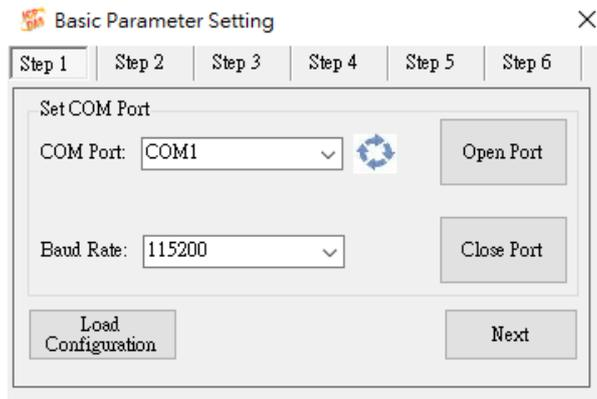 Basic Parameter Setting
Step 1 Step 2 Step 3 Step 4 Step 5 Step 6
Set COM Port
COM Port: COM1
Open Port
Baud Rate: 115200
Close Port
Load
Configuration
Next